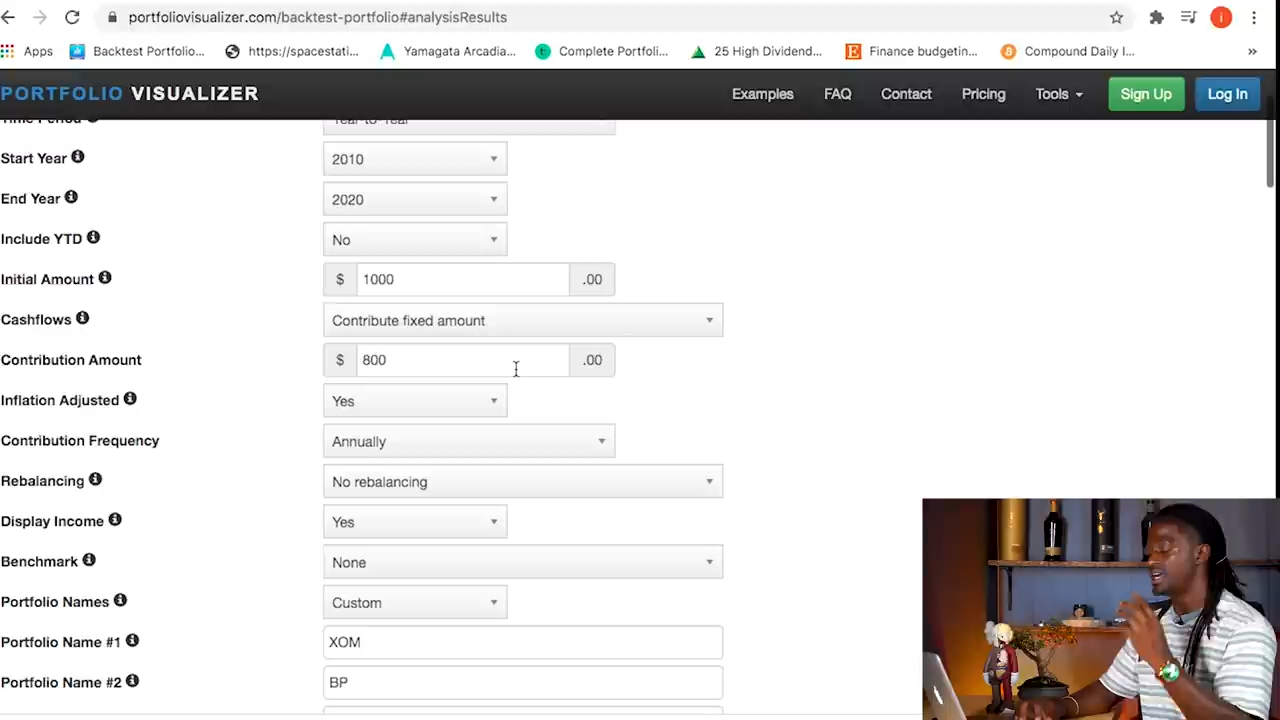 portfoliovisualizer.com/backtest-portfolio#analysisResults
i
Apps Backtest Portfolio... https://spacestati... Yamagata Arcadia... Complete Portfoli... 25 High Dividend... Finance budgetin... Compound Daily I... »
PORTFOLIO VISUALIZER Examples FAQ Contact Pricing Tools Sign Up Log In
Time Period Year-to-Year
Start Year 2010
End Year 2020
Include YTD No
Initial Amount $ 1000 .00
Cashflows Contribute fixed amount
Contribution Amount $ 800 .00
Inflation Adjusted Yes
Contribution Frequency Annually
Rebalancing No rebalancing
Display Income Yes
Benchmark None
Portfolio Names Custom
Portfolio Name #1 XOM
Portfolio Name #2 BP